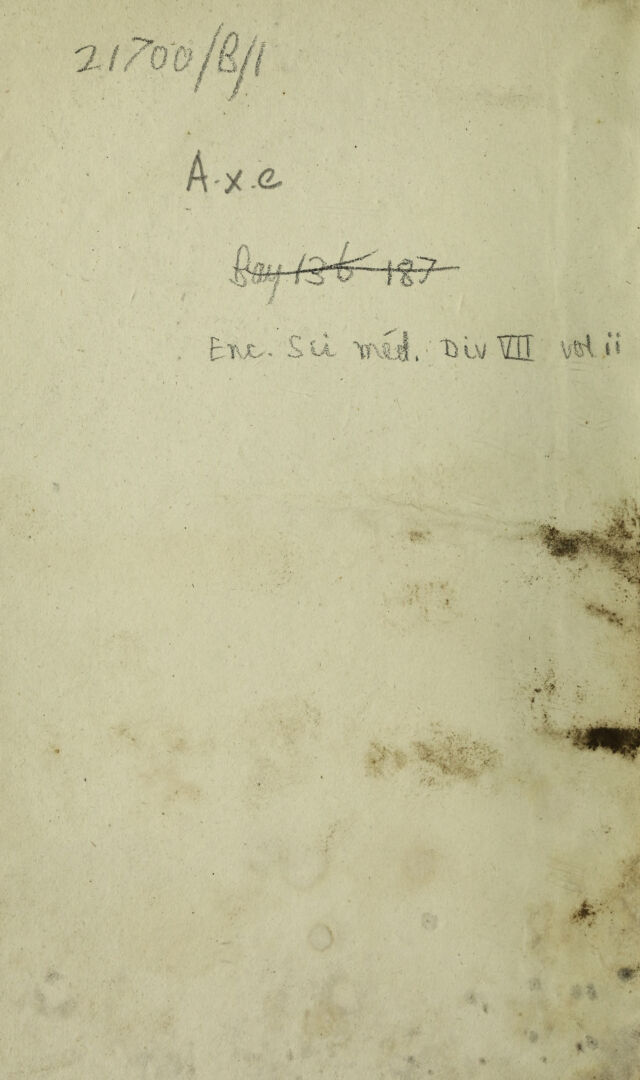 21700/B/1
A.x.e
Bay 136 187
Enc. Sci méd. Div VII vol ii